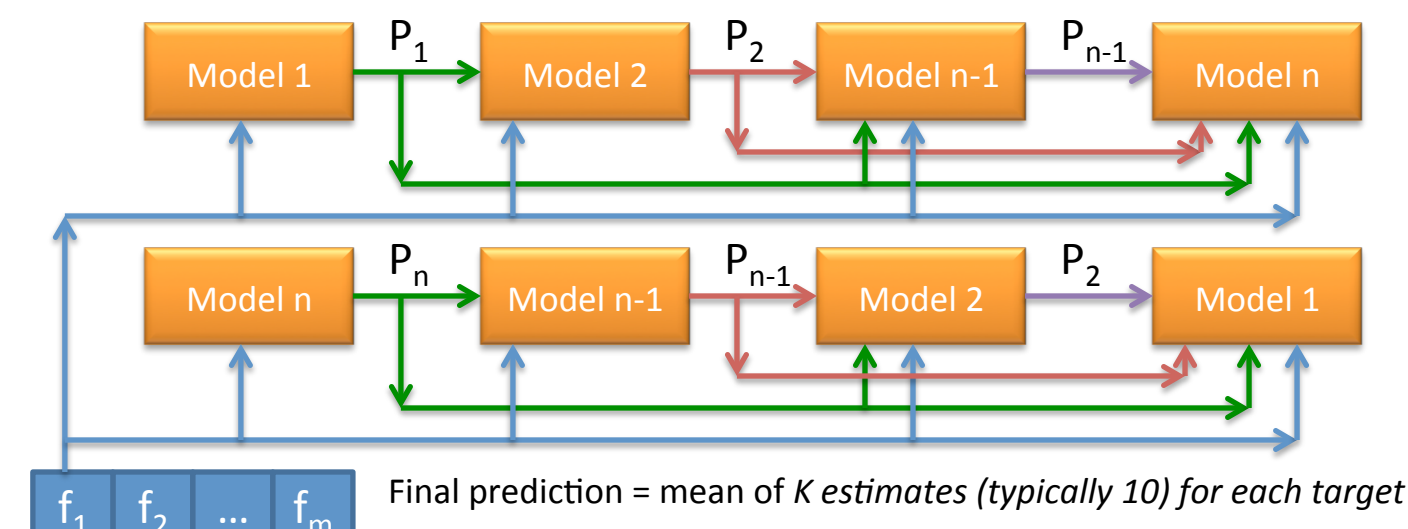 P1 P2 Pn-1
Model 1 Model 2 Model n-1 Model n
Pn Pn-1 P2
Model n Model n-1 Model 2 Model 1
Final prediction = mean of K estimates (typically 10) for each target
f1 f2 ... fm